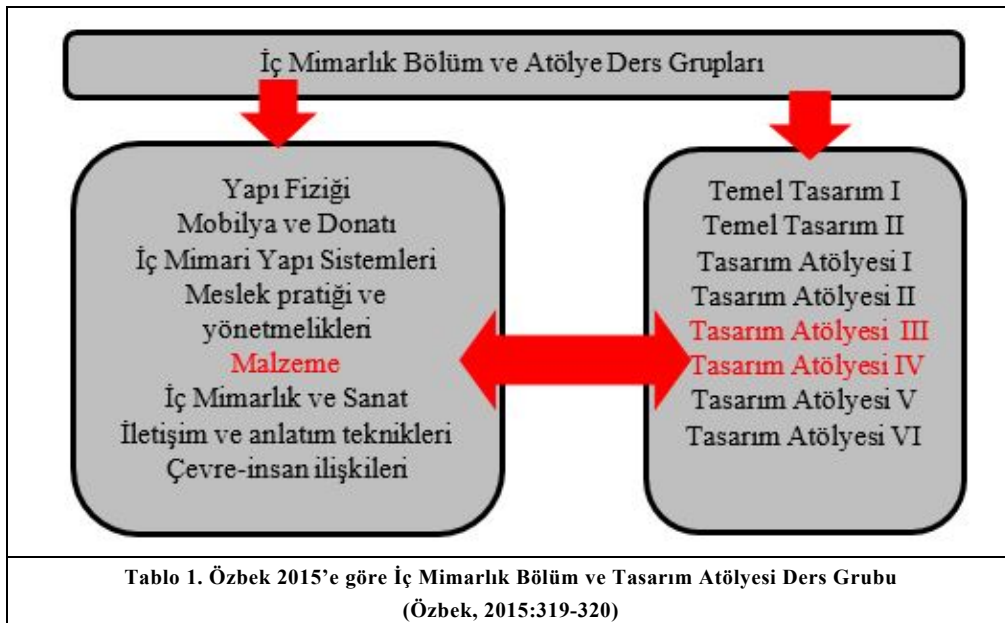 İç Mimarlık Bölüm ve Atölye Ders Grupları
Yapı Fiziği
Mobilya ve Donatı
İç Mimari Yapı Sistemleri
Meslek pratiği ve
yönetmelikleri
Malzeme
İç Mimarlık ve Sanat
İletişim ve anlatım teknikleri
Çevre-insan ilişkileri
Temel Tasarım I
Temel Tasarım II
Tasarım Atölyesi I
Tasarım Atölyesi II
Tasarım Atölyesi III
Tasarım Atölyesi IV
Tasarım Atölyesi V
Tasarım Atölyesi VI
Tablo 1. Özbek 2015’e göre İç Mimarlık Bölüm ve Tasarım Atölyesi Ders Grubu
(Özbek, 2015:319-320)